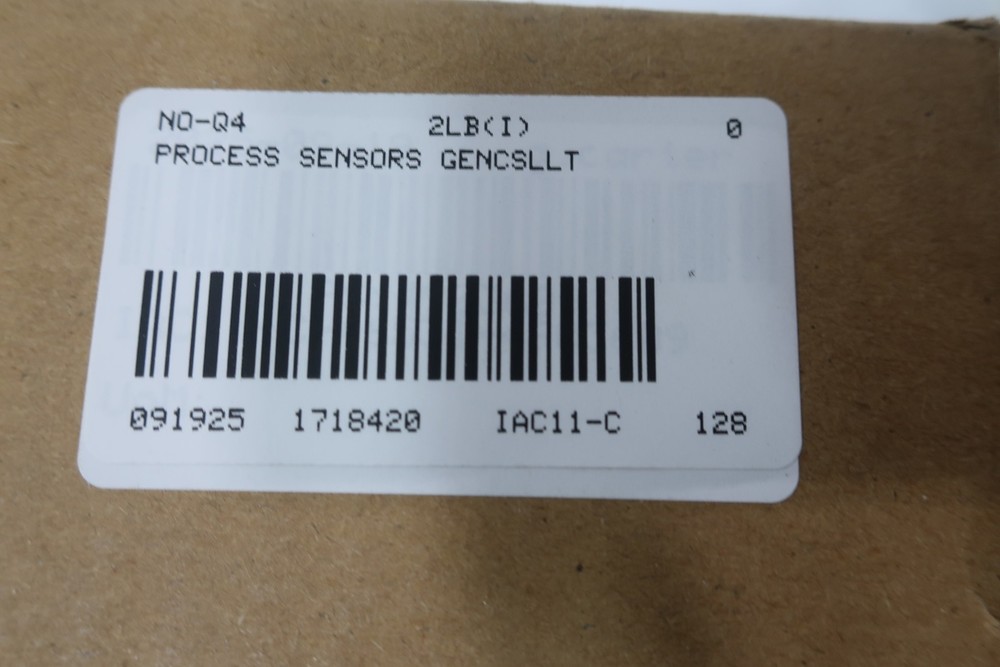 NO-Q4 2LB(I) 0
PROCESS SENSORS GENCSLLT
091925 1718420 IAC11-C 128